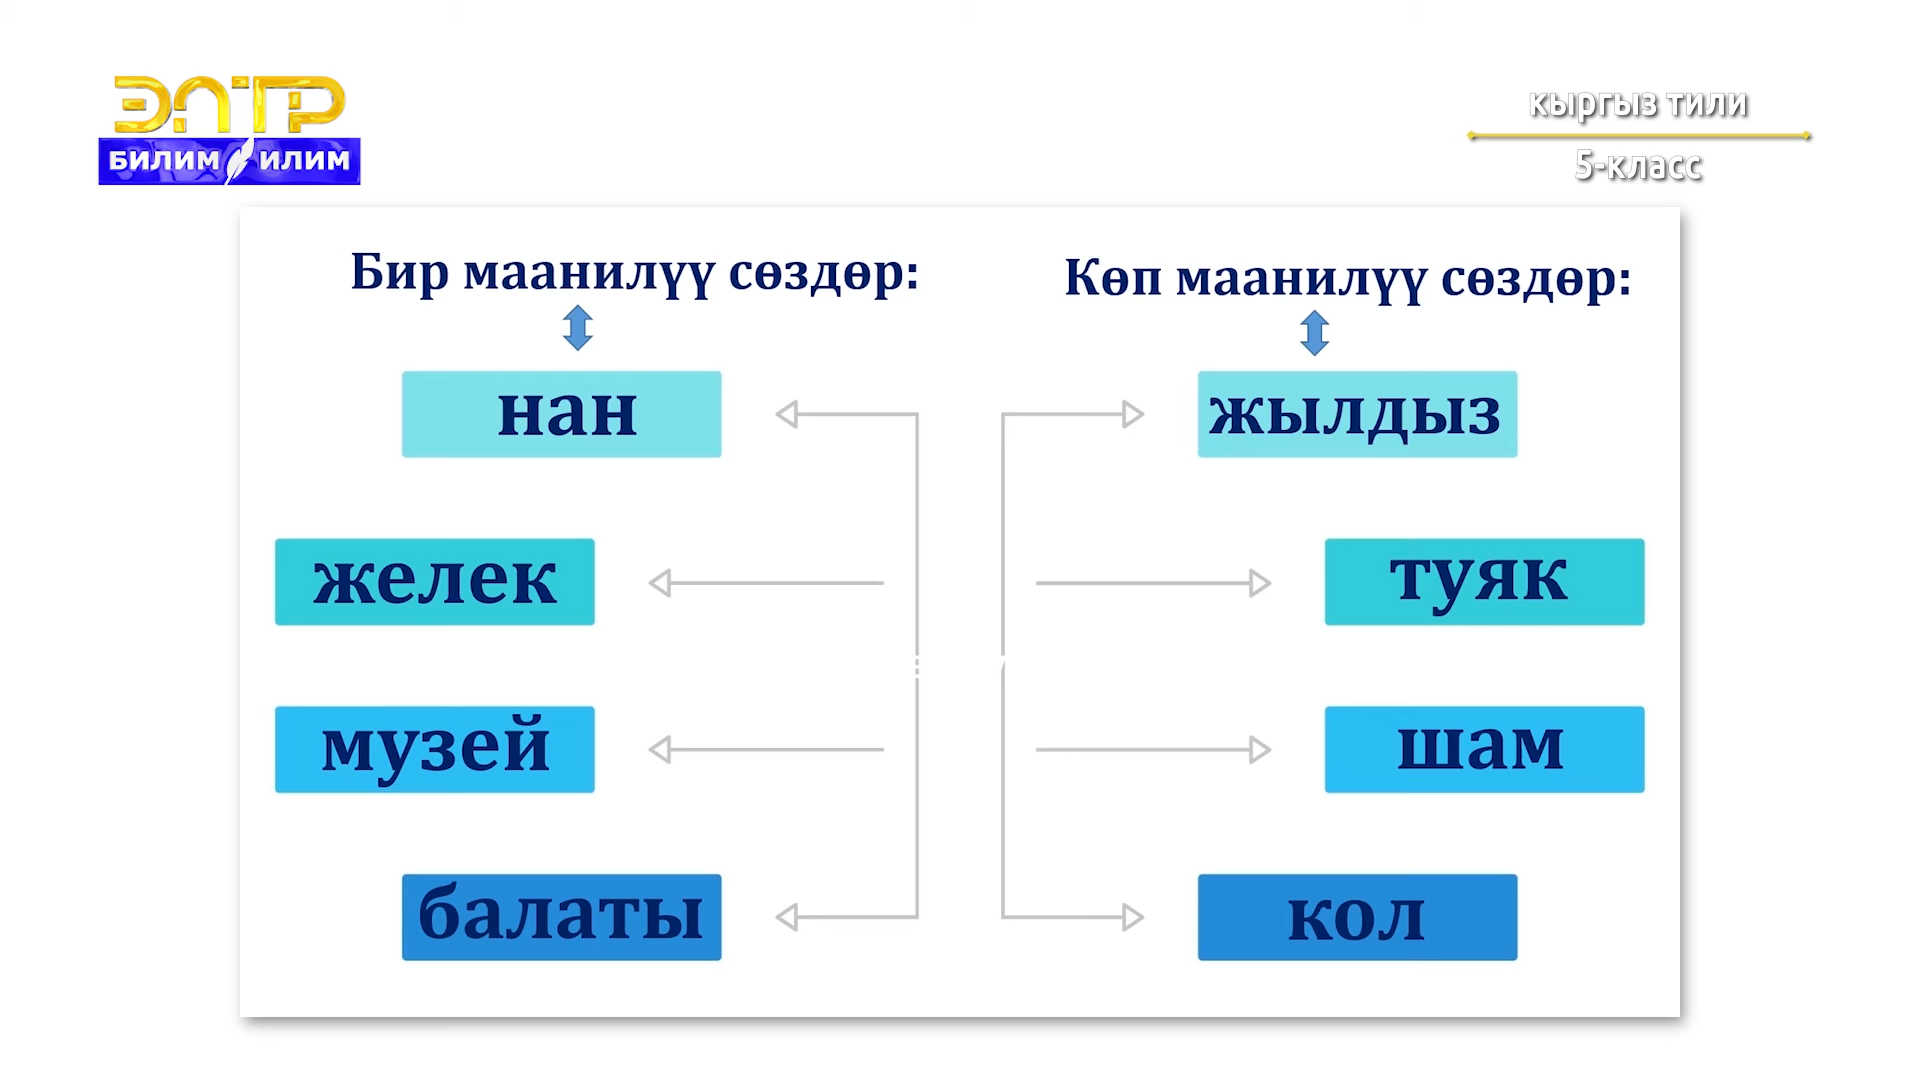 ЭЛТР
БИЛИМ ИЛИМ
кыргыз тили
5-класс
Бир маанилүү сөздөр:
нан
желек
музей
балаты
Көп маанилүү сөздөр:
жылдыз
туяк
шам
кол